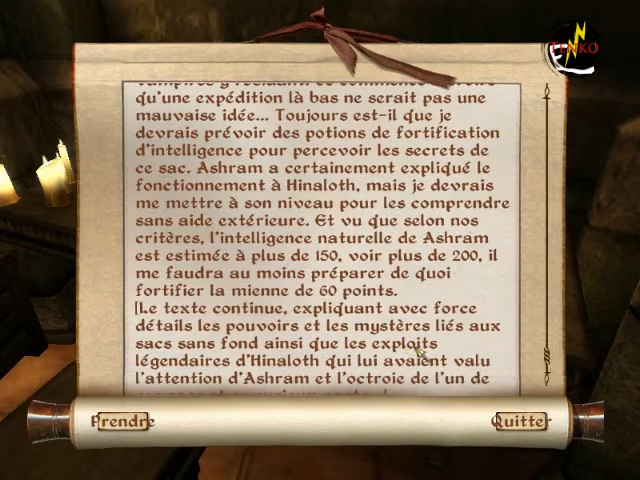 TENKO
vampires y
qu'une expédition là bas ne serait pas une
mauvaise idée... Toujours est-il que je
devrais prévoir des potions de fortification
d'intelligence pour percevoir les secrets de
ce sac. Ashram a certainement expliqué le
fonctionnement à Hinaloth, mais je devrais
me mettre à son niveau pour les comprendre
sans aide extérieure. Et vu que selon nos
critères, l'intelligence naturelle de Ashram
est estimée à plus de 150, voir plus de 200, il
me faudra au moins préparer de quoi
fortifier la mienne de 60 points.
[Le texte continue, expliquant avec force
détails les pouvoirs et les mystères liés aux
sacs sans fond ainsi que les exploits
légendaires d'Hinaloth qui lui avaient valu
l'attention d'Ashram et l'octroie de l'un de
Prendre
Quitter